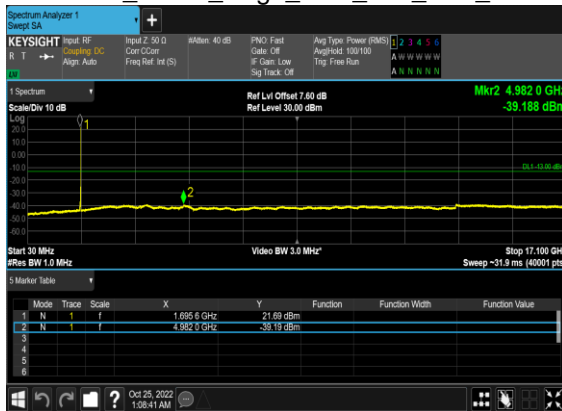 Spectrum Analyzer 1
Swept SA
KEYSIGHT
R T
Input: RF
Coupling: DC
Align: Auto
Input Z: 50 Ω
Corr CCorr
Freq Ref: Int (S)
#Atten: 40 dB
PNO: Fast
Gate: Off
IF Gain: Low
Sig Track: Off
Avg Type: Power (RMS)
Avg|Hold: 100/100
Trig: Free Run
1 2 3 4 5 6
A W W W W W
A N N N N N
1 Spectrum
Scale/Div 10 dB
Ref Lvl Offset 7.60 dB
Ref Level 30.00 dBm
Mkr2 4.982 0 GHz
-39.188 dBm
Log
20.0
10.0
0.00
-10.0
-20.0
-30.0
-40.0
-50.0
-60.0
1
2
DL1 -13.00 dBm
Start 30 MHz
#Res BW 1.0 MHz
Video BW 3.0 MHz*
Stop 17.100 GH
Sweep ~31.9 ms (40001 pts
5 Marker Table
Mode Trace Scale X Y Function Function Width Function Value
1 N 1 f 1.695 6 GHz 21.69 dBm
2 N 1 f 4.982 0 GHz -39.19 dBm
3
4
5
6
?
Oct 25, 2022
1:08:41 AM